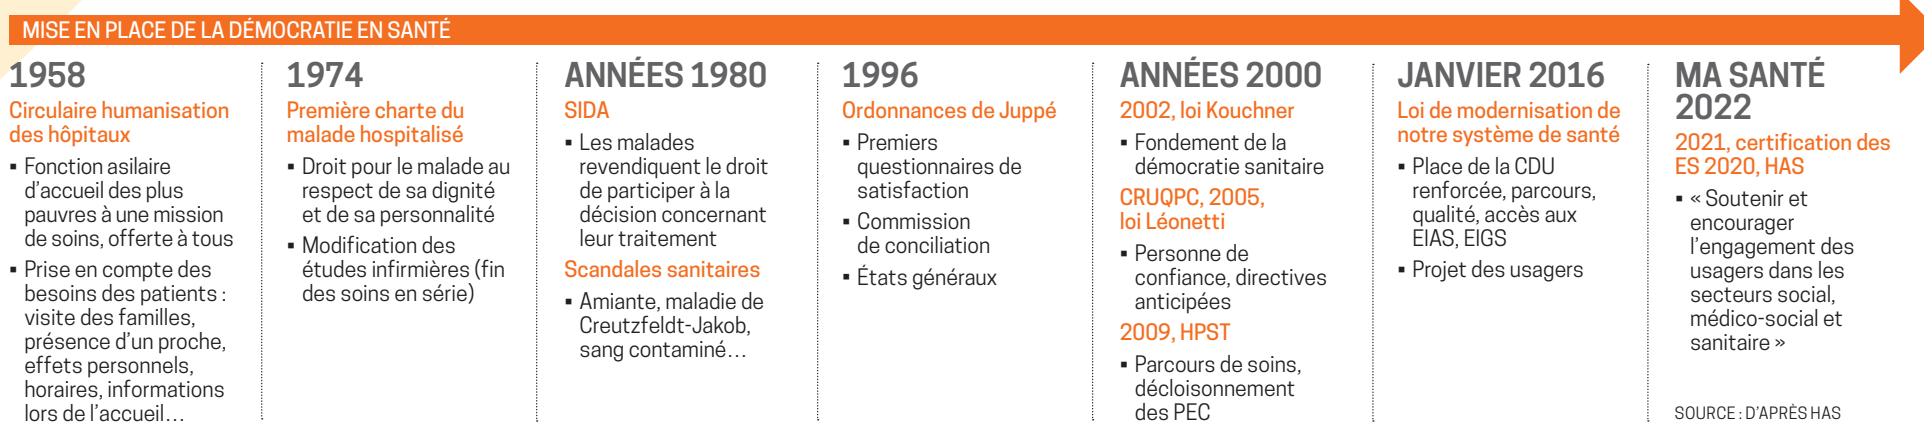 MISE EN PLACE DE LA DÉMOCRATIE EN SANTÉ
1958
Circulaire humanisation
des hôpitaux
▪ Fonction asilaire
d’accueil des plus
pauvres à une mission
de soins, offerte à tous
▪ Prise en compte des
besoins des patients :
visite des familles,
présence d’un proche,
effets personnels,
horaires, informations
lors de l’accueil…
1974
Première charte du
malade hospitalisé
▪ Droit pour le malade au
respect de sa dignité
et de sa personnalité
▪ Modification des
études infirmières (fin
des soins en série)
ANNÉES 1980
SIDA
▪ Les malades
revendiquent le droit
de participer à la
décision concernant
leur traitement
Scandales sanitaires
▪ Amiante, maladie de
Creutzfeldt-Jakob,
sang contaminé…
1996
Ordonnances de Juppé
▪ Premiers
questionnaires de
satisfaction
▪ Commission
de conciliation
▪ États généraux
ANNÉES 2000
2002, loi Kouchner
▪ Fondement de la
démocratie sanitaire
CRUQPC, 2005,
loi Léonetti
▪ Personne de
confiance, directives
anticipées
2009, HPST
▪ Parcours de soins,
décloisonnement
des PEC
JANVIER 2016
Loi de modernisation de
notre système de santé
▪ Place de la CDU
renforcée, parcours,
qualité, accès aux
EIAS, EIGS
▪ Projet des usagers
MA SANTÉ
2022
2021, certification des
ES 2020, HAS
▪ « Soutenir et
encourager
l’engagement des
usagers dans les
secteurs social,
médico-social et
sanitaire »
SOURCE : D’APRÈS HAS